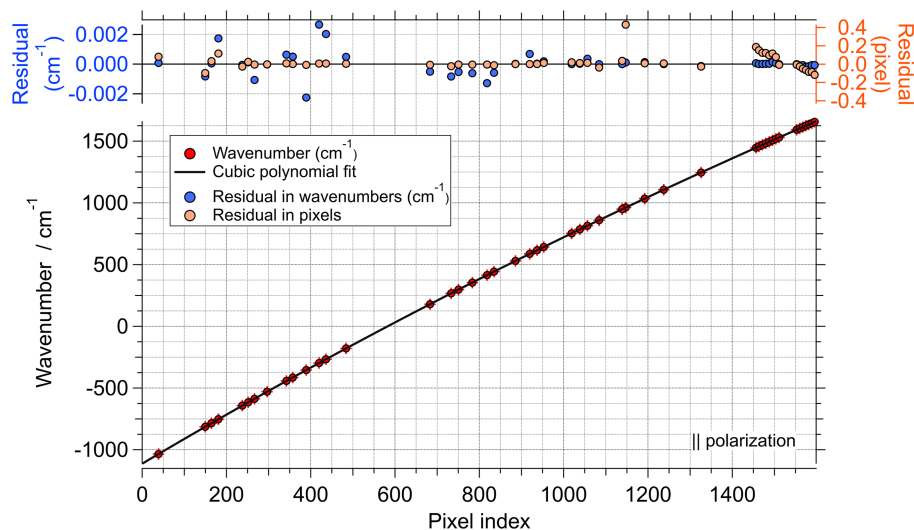 Residual
(cm⁻¹)
0.002
0.000
-0.002
0.4
0.2
0.0
-0.2
-0.4
Residual
(pixel)
Wavenumber / cm⁻¹
1500
1000
500
0
-500
-1000
Wavenumber (cm⁻¹)
Cubic polynomial fit
Residual in wavenumbers (cm⁻¹)
Residual in pixels
|| polarization
0 200 400 600 800 1000 1200 1400
Pixel index